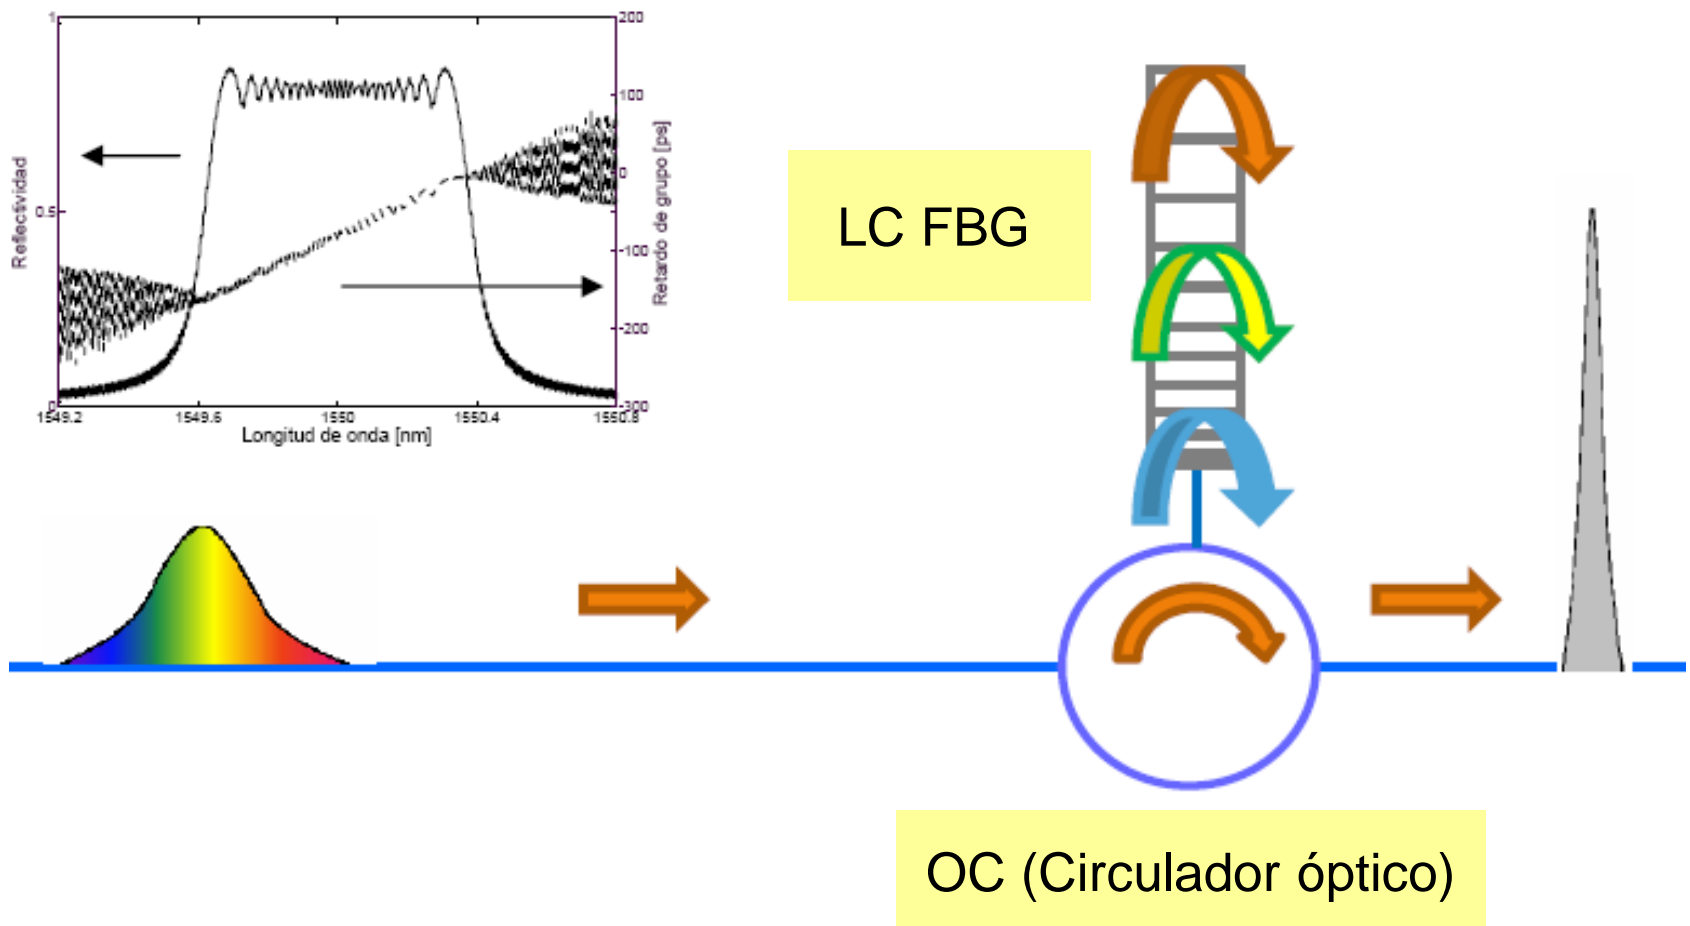 1
200
100
0
-100
-200
-300
0.5
0
Reflectividad
Retardo de grupo [ps]
1549.2
1549.6
1550
1550.4
1550.8
Longitud de onda [nm]
LC FBG
OC (Circulador óptico)